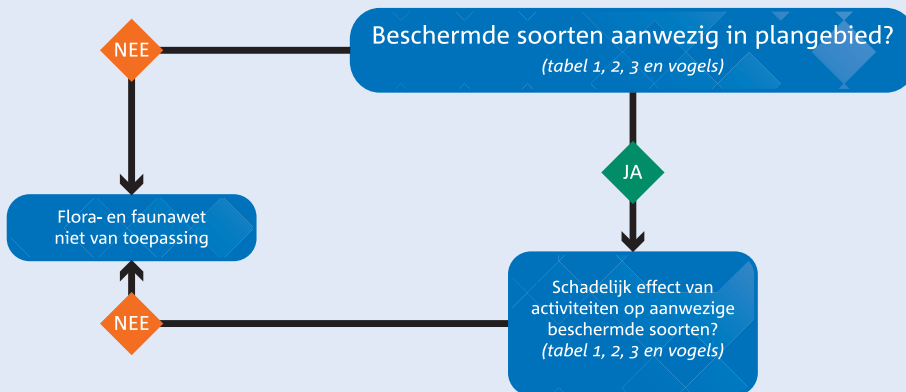 NEE
Beschermde soorten aanwezig in plangebied?
(tabel 1, 2, 3 en vogels)
JA
Flora- en faunawet
niet van toepassing
Schadelijk effect van
activiteiten op aanwezige
beschermde soorten?
(tabel 1, 2, 3 en vogels)
NEE